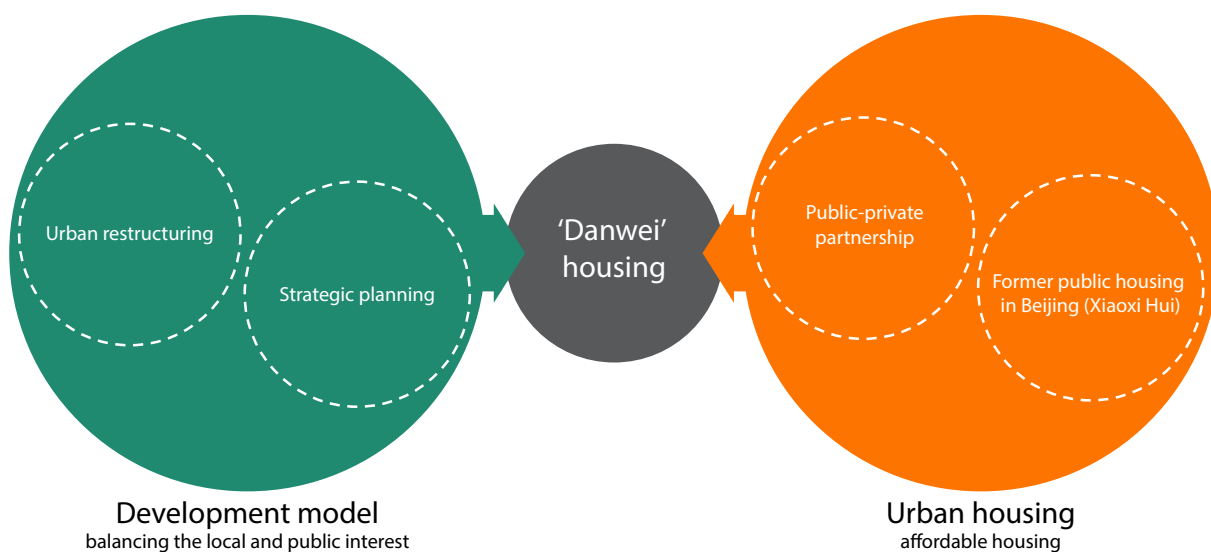 Urban restructuring
Strategic planning
‘Danwei’
housing
Public-private
partnership
Former public housing
in Beijing (Xiaoxi Hui)
Development model
balancing the local and public interest
Urban housing
affordable housing